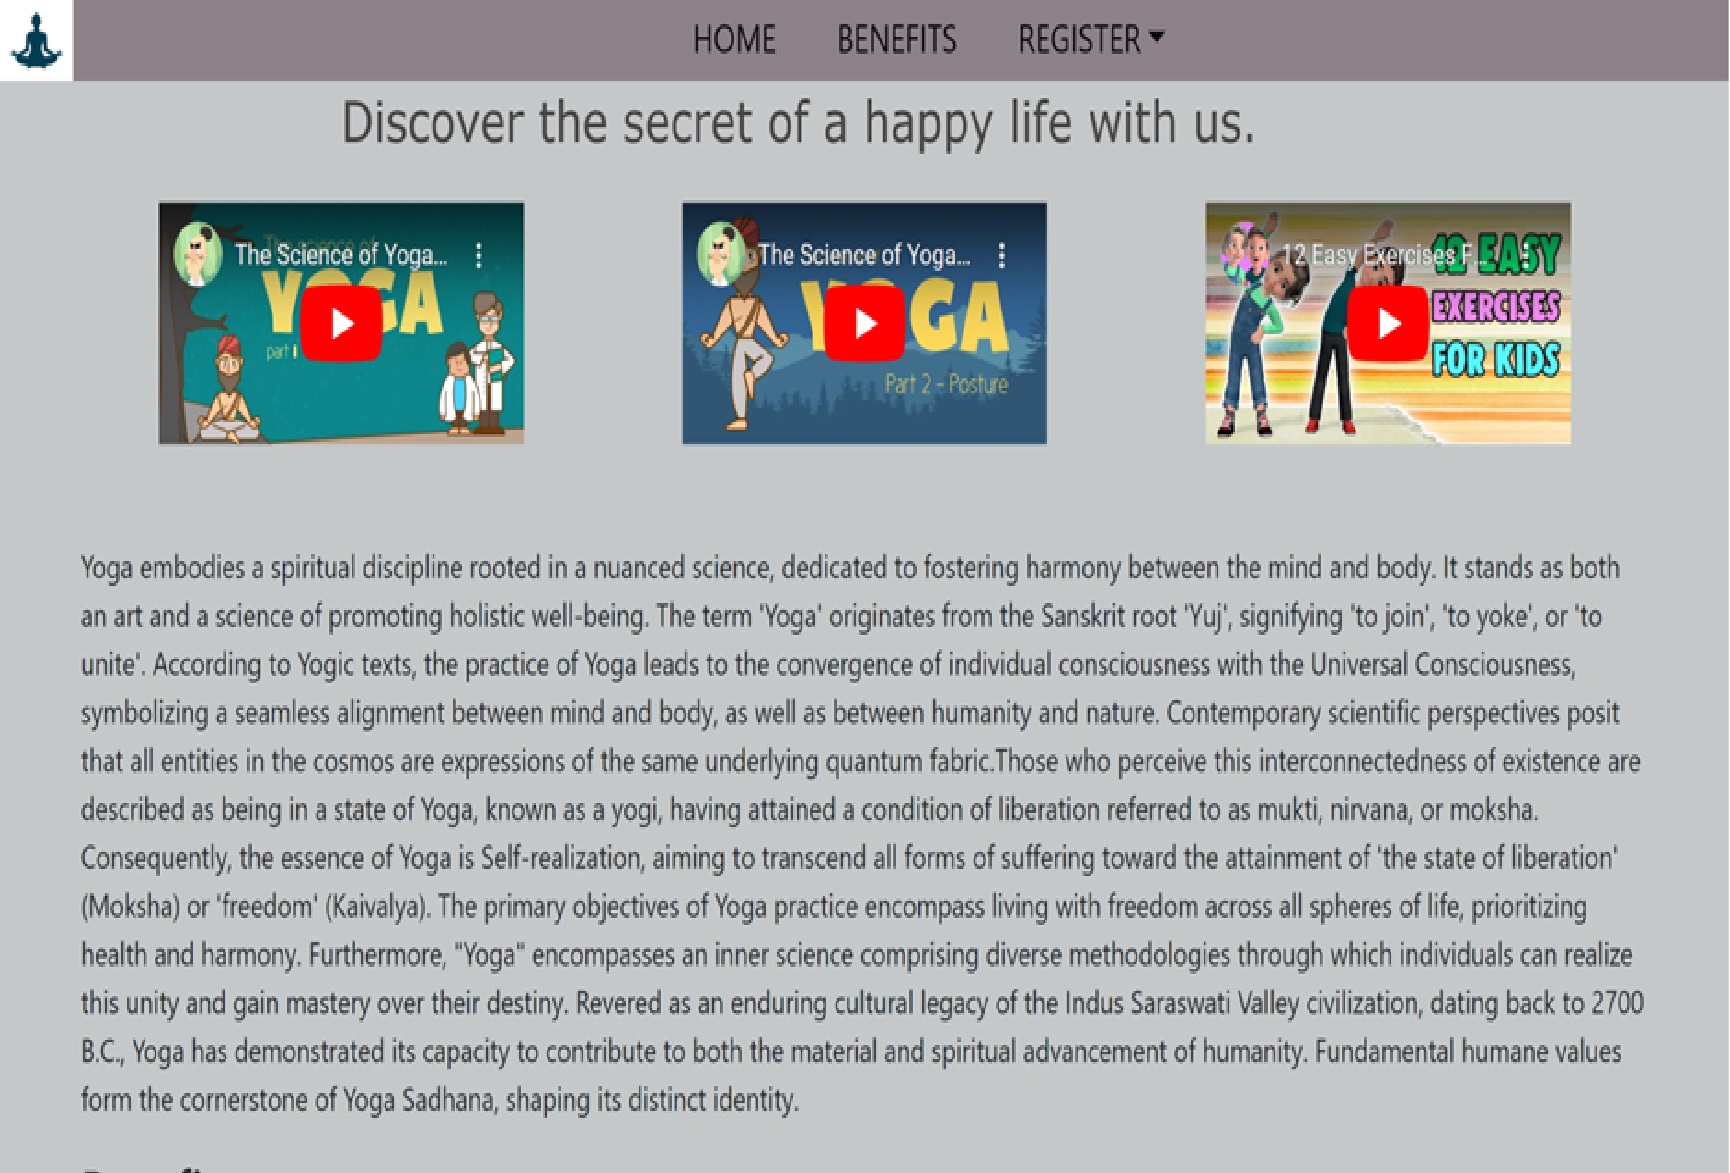 HOME BENEFITS REGISTER
Discover the secret of a happy life with us.
The Science of Yoga...
YOGA
part I
The Science of Yoga...
YOGA
Part 2 - Posture
12 Easy Exercises F...
12 EASY
EXERCISES
FOR KIDS
Yoga embodies a spiritual discipline rooted in a nuanced science, dedicated to fostering harmony between the mind and body. It stands as both
an art and a science of promoting holistic well-being. The term 'Yoga' originates from the Sanskrit root 'Yuj', signifying 'to join', 'to yoke', or 'to
unite'. According to Yogic texts, the practice of Yoga leads to the convergence of individual consciousness with the Universal Consciousness,
symbolizing a seamless alignment between mind and body, as well as between humanity and nature. Contemporary scientific perspectives posit
that all entities in the cosmos are expressions of the same underlying quantum fabric.Those who perceive this interconnectedness of existence are
described as being in a state of Yoga, known as a yogi, having attained a condition of liberation referred to as mukti, nirvana, or moksha.
Consequently, the essence of Yoga is Self-realization, aiming to transcend all forms of suffering toward the attainment of 'the state of liberation'
(Moksha) or 'freedom' (Kaivalya). The primary objectives of Yoga practice encompass living with freedom across all spheres of life, prioritizing
health and harmony. Furthermore, "Yoga" encompasses an inner science comprising diverse methodologies through which individuals can realize
this unity and gain mastery over their destiny. Revered as an enduring cultural legacy of the Indus Saraswati Valley civilization, dating back to 2700
B.C., Yoga has demonstrated its capacity to contribute to both the material and spiritual advancement of humanity. Fundamental humane values
form the cornerstone of Yoga Sadhana, shaping its distinct identity.